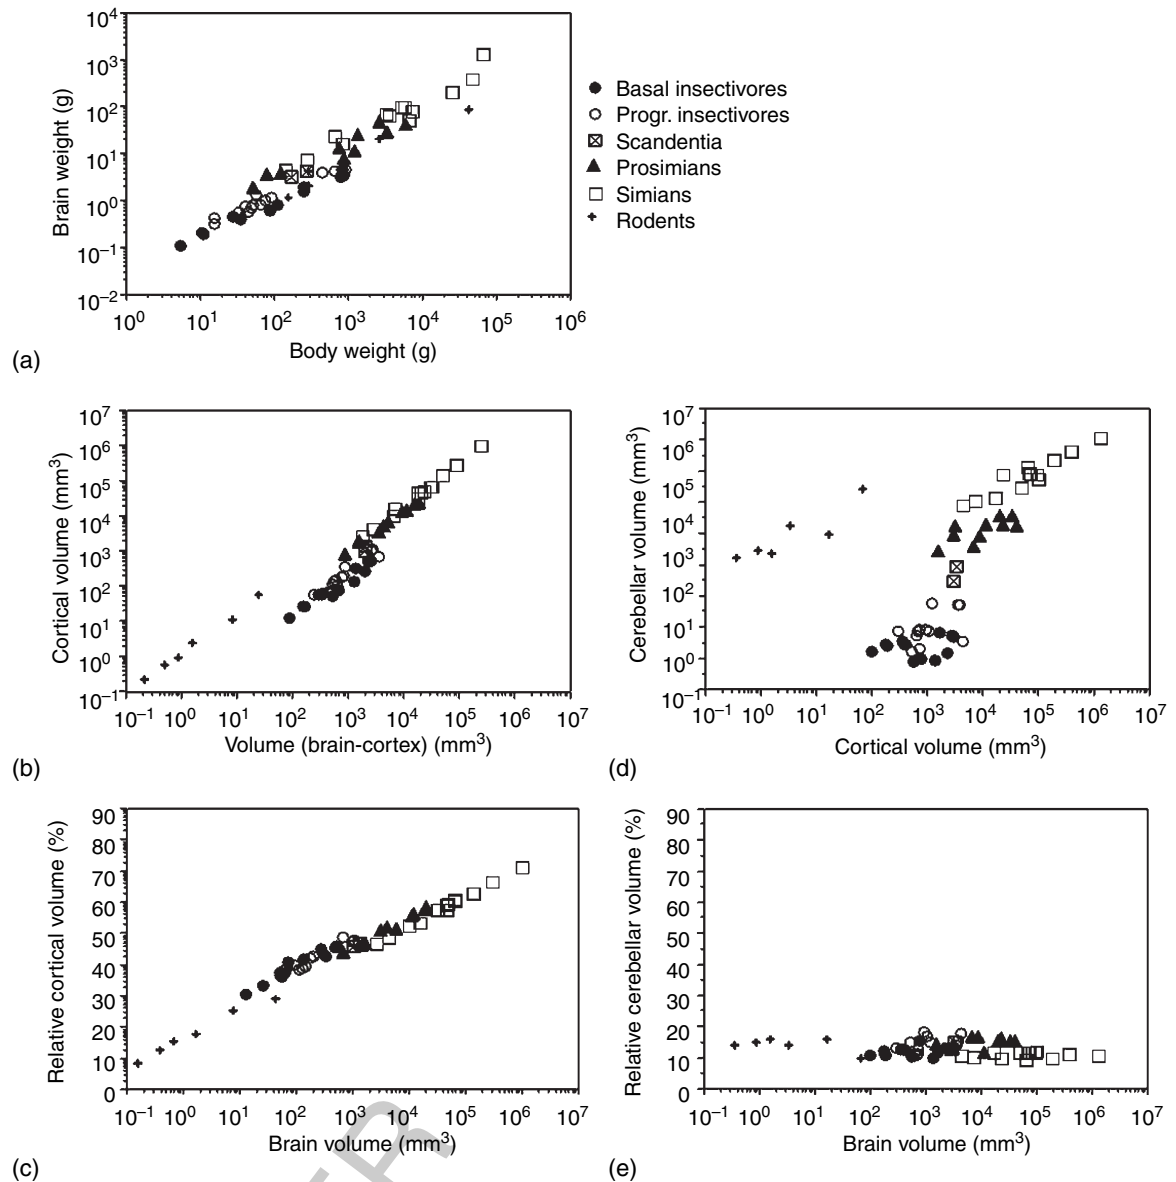 10⁴
10³
10²
10¹
10⁰
10⁻¹
10⁻²
Brain weight (g)
10⁰ 10¹ 10² 10³ 10⁴ 10⁵ 10⁶
Body weight (g)
(a)
Basal insectivores
Progr. insectivores
Scandentia
Prosimians
Simians
Rodents
10⁷
10⁶
10⁵
10⁴
10³
10²
10¹
10⁰
10⁻¹
Cortical volume (mm³)
10⁻¹ 10⁰ 10¹ 10² 10³ 10⁴ 10⁵ 10⁶ 10⁷
Volume (brain-cortex) (mm³)
(b)
10⁷
10⁶
10⁵
10⁴
10³
10²
10¹
10⁰
10⁻¹
Cerebellar volume (mm³)
10⁻¹ 10⁰ 10¹ 10² 10³ 10⁴ 10⁵ 10⁶ 10⁷
Cortical volume (mm³)
(d)
90
80
70
60
50
40
30
20
10
0
Relative cortical volume (%)
10⁻¹ 10⁰ 10¹ 10² 10³ 10⁴ 10⁵ 10⁶ 10⁷
Brain volume (mm³)
(c)
90
80
70
60
50
40
30
20
10
0
Relative cerebellar volume (%)
10⁻¹ 10⁰ 10¹ 10² 10³ 10⁴ 10⁵ 10⁶ 10⁷
Brain volume (mm³)
(e)